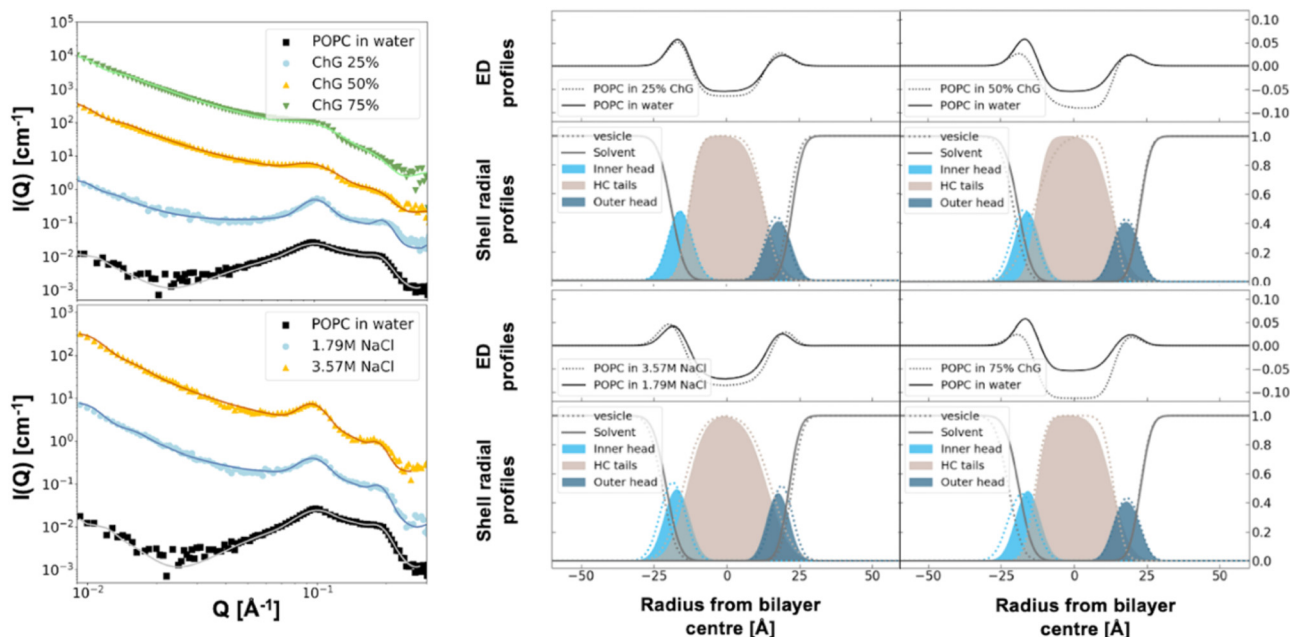 10⁵
10⁴
10³
10²
10¹
10⁰
10⁻¹
10⁻²
10⁻³
I(Q) [cm⁻¹]
POPC in water
ChG 25%
ChG 50%
ChG 75%
10³
10²
10¹
10⁰
10⁻¹
10⁻²
10⁻³
I(Q) [cm⁻¹]
POPC in water
1.79M NaCl
3.57M NaCl
10⁻²
10⁻¹
Q [Å⁻¹]
ED
profiles
POPC in 25% ChG
POPC in water
POPC in 50% ChG
POPC in water
0.10
0.05
0.00
−0.05
−0.10
Shell radial
profiles
vesicle
Solvent
Inner head
HC tails
Outer head
vesicle
Solvent
Inner head
HC tails
Outer head
1.0
0.8
0.6
0.4
0.2
0.0
ED
profiles
POPC in 3.57M NaCl
POPC in 1.79M NaCl
POPC in 75% ChG
POPC in water
0.10
0.05
0.00
−0.05
−0.10
Shell radial
profiles
vesicle
Solvent
Inner head
HC tails
Outer head
vesicle
Solvent
Inner head
HC tails
Outer head
1.0
0.8
0.6
0.4
0.2
0.0
−50
−25
0
25
50
−50
−25
0
25
50
Radius from bilayer
centre [Å]
Radius from bilayer
centre [Å]